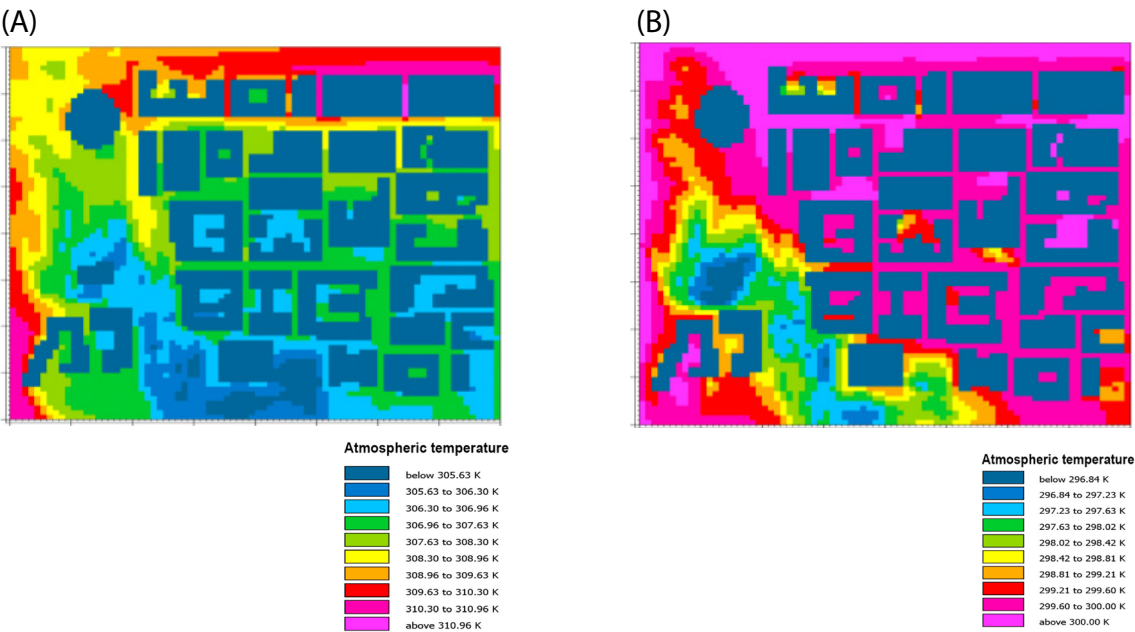 (A)
(B)
Atmospheric temperature
below 305.63 K
305.63 to 306.30 K
306.30 to 306.96 K
306.96 to 307.63 K
307.63 to 308.30 K
308.30 to 308.96 K
308.96 to 309.63 K
309.63 to 310.30 K
310.30 to 310.96 K
above 310.96 K
Atmospheric temperature
below 296.84 K
296.84 to 297.23 K
297.23 to 297.63 K
297.63 to 298.02 K
298.02 to 298.42 K
298.42 to 298.81 K
298.81 to 299.21 K
299.21 to 299.60 K
299.60 to 300.00 K
above 300.00 K